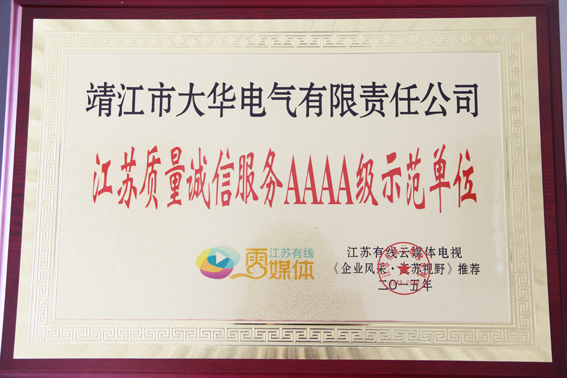 靖江市大华电气有限责任公司
江苏质量诚信服务AAAA级示范单位
江苏有线
云媒体
江苏有线云媒体电视
《企业风采·大苏视野》推荐
二〇一五年